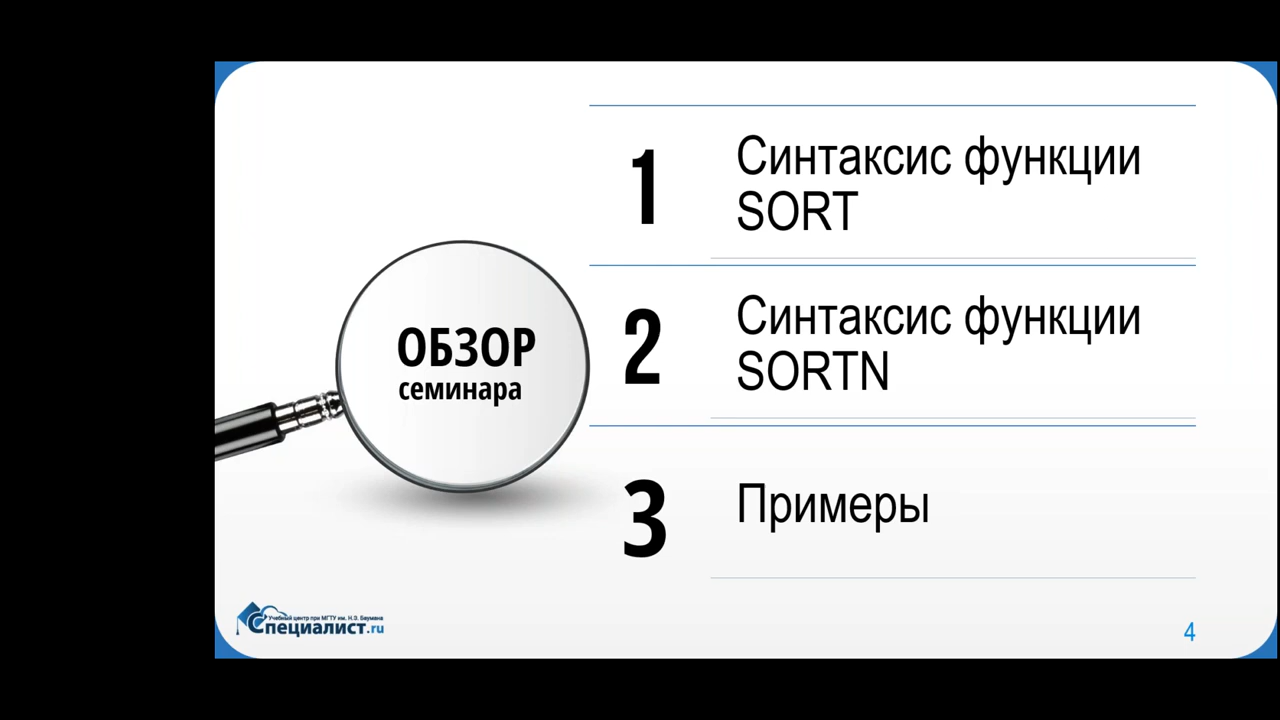 ОБЗОР
семинара
1
Синтаксис функции
SORT
2
Синтаксис функции
SORTN
3
Примеры
Учебный центр при МГТУ им. Н.Э. Баумана
Специалист.ru
4